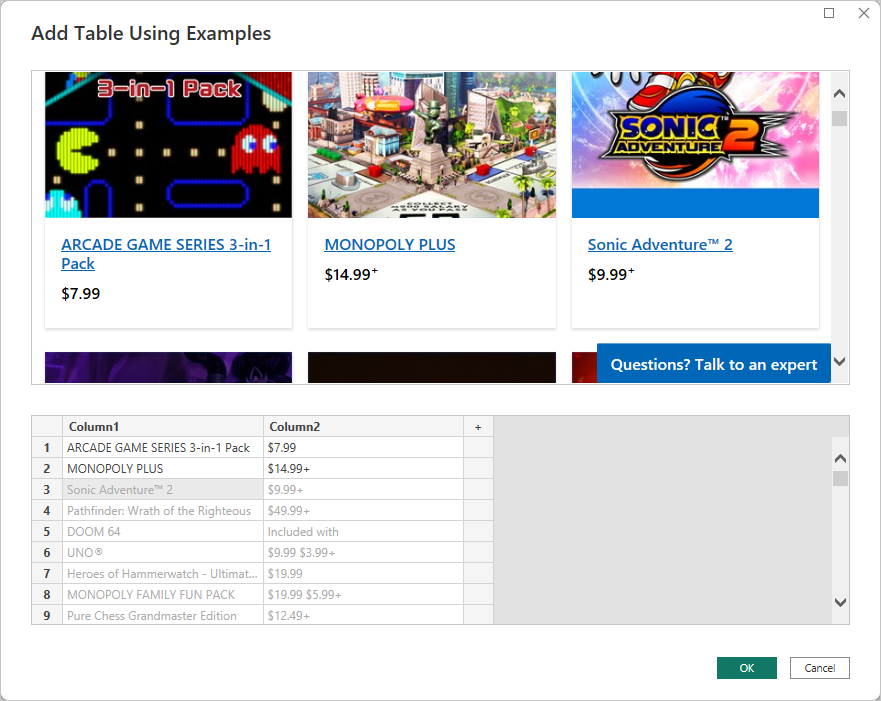 Add Table Using Examples
3-in-1 Pack
COLLECT
AS YOU PASS
SONIC
ADVENTURE™ 2
ARCADE GAME SERIES 3-in-1
Pack
$7.99
MONOPOLY PLUS
$14.99+
Sonic Adventure™ 2
$9.99+
Questions? Talk to an expert
Column1 Column2 +
1 ARCADE GAME SERIES 3-in-1 Pack $7.99
2 MONOPOLY PLUS $14.99+
3 Sonic Adventure™ 2 $9.99+
4 Pathfinder: Wrath of the Righteous $49.99+
5 DOOM 64 Included with
6 UNO® $9.99 $3.99+
7 Heroes of Hammerwatch - Ultimat... $19.99
8 MONOPOLY FAMILY FUN PACK $19.99 $5.99+
9 Pure Chess Grandmaster Edition $12.49+
OK Cancel